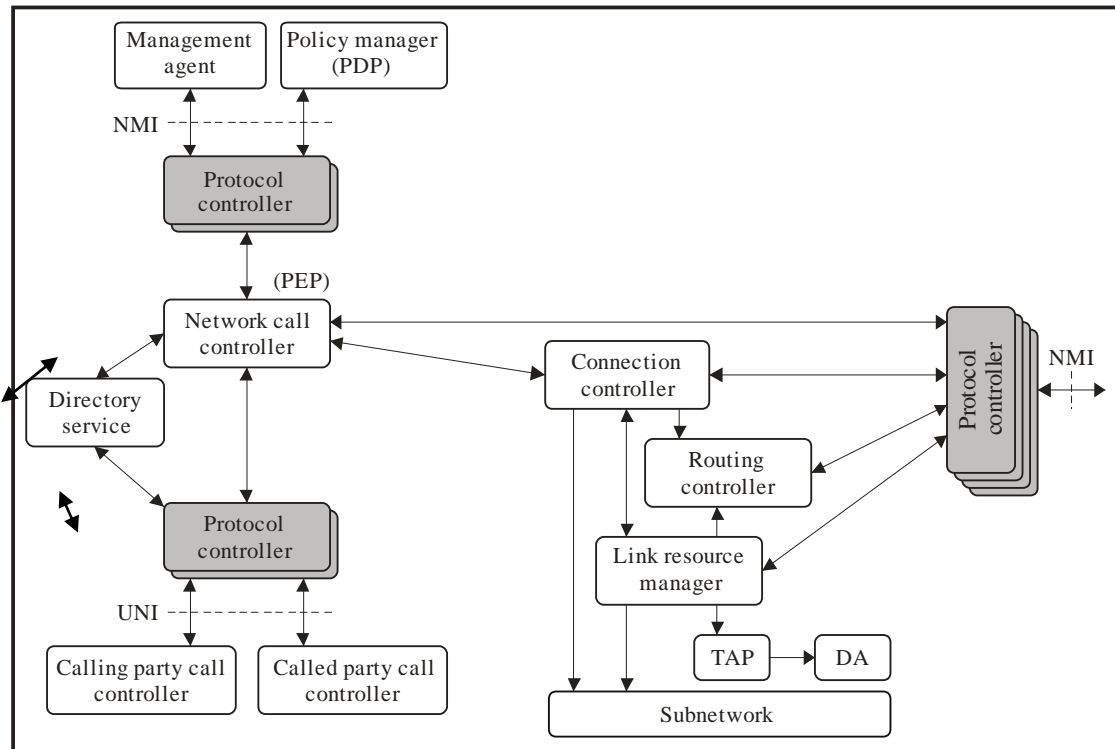 Management
agent
Policy manager
(PDP)
NMI
Protocol
controller
(PEP)
Network call
controller
Connection
controller
Protocol
controller
NMI
Directory
service
Routing
controller
Protocol
controller
Link resource
manager
UNI
Calling party call
controller
Called party call
controller
TAP
DA
Subnetwork